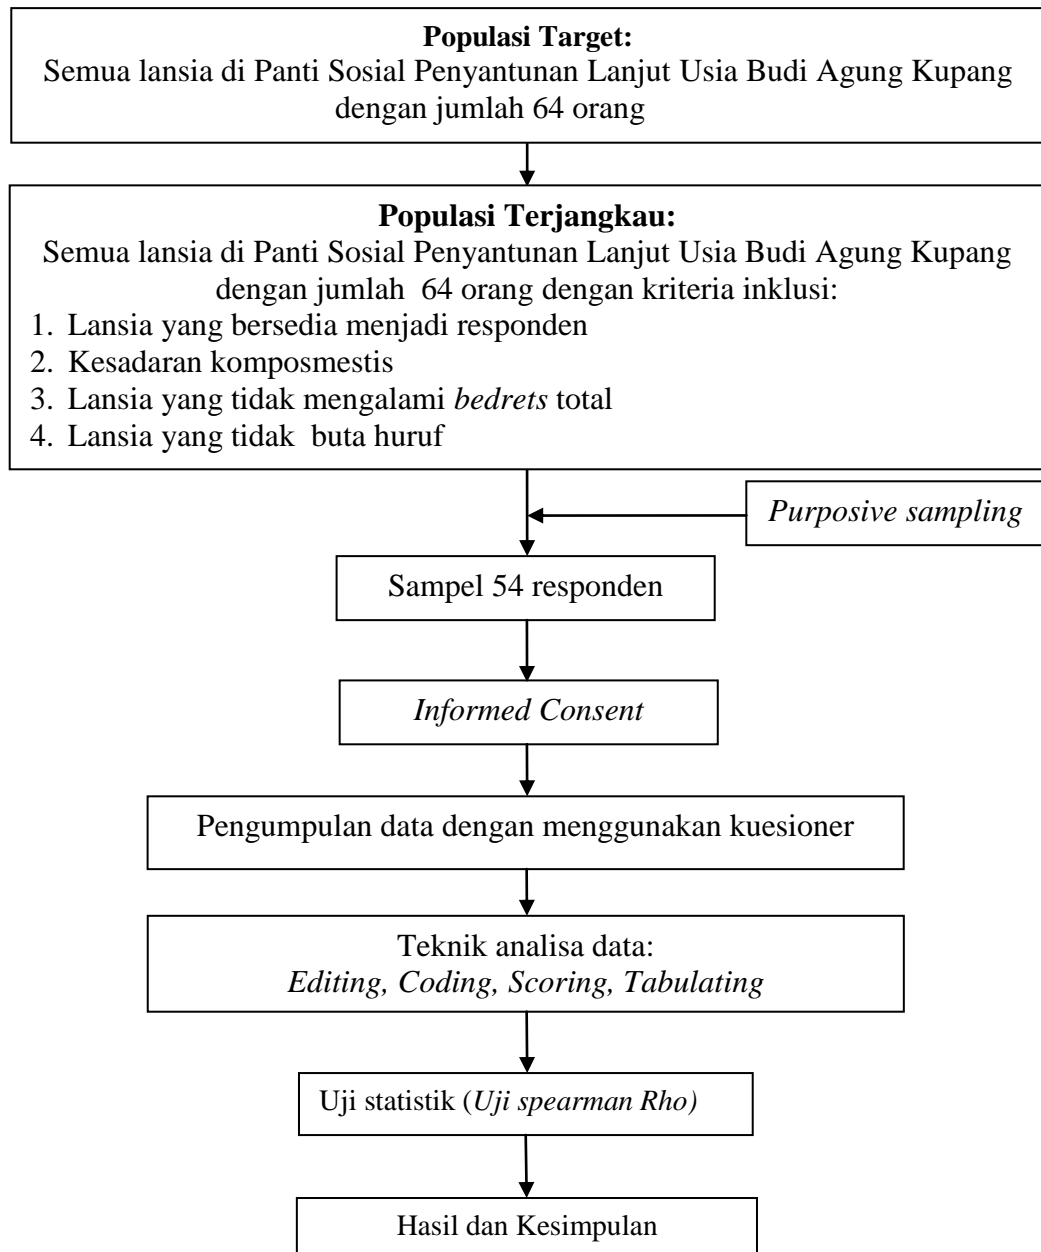 Populasi Target:
Semua lansia di Panti Sosial Penyantunan Lanjut Usia Budi Agung Kupang
dengan jumlah 64 orang
Populasi Terjangkau:
Semua lansia di Panti Sosial Penyantunan Lanjut Usia Budi Agung Kupang
dengan jumlah 64 orang dengan kriteria inklusi:
1. Lansia yang bersedia menjadi responden
2. Kesadaran komposmestis
3. Lansia yang tidak mengalami bedrets total
4. Lansia yang tidak buta huruf
Purposive sampling
Sampel 54 responden
Informed Consent
Pengumpulan data dengan menggunakan kuesioner
Teknik analisa data:
Editing, Coding, Scoring, Tabulating
Uji statistik (Uji spearman Rho)
Hasil dan Kesimpulan